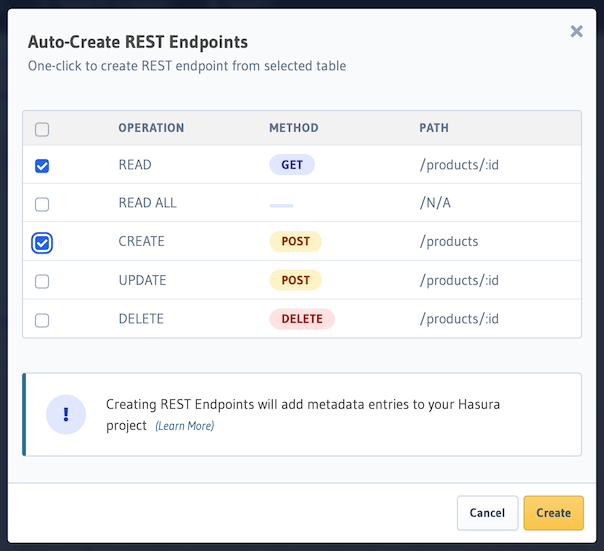 Auto-Create REST Endpoints
One-click to create REST endpoint from selected table
OPERATION METHOD PATH
READ GET /products/:id
READ ALL /N/A
CREATE POST /products
UPDATE POST /products/:id
DELETE DELETE /products/:id
!
Creating REST Endpoints will add metadata entries to your Hasura
project (Learn More)
Cancel Create